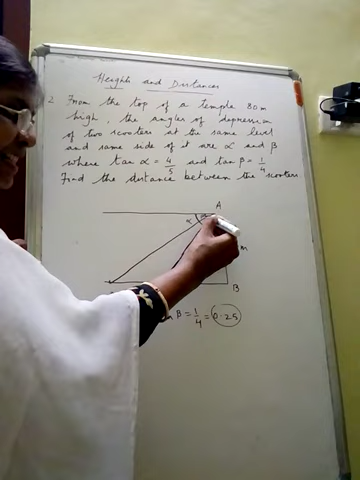 Heights and Distances
2. From the top of a temple 80m
high, the angles of depression
of two scooters at the same level
and same side of it are α and β
where tan α = 4/5 and tan β = 1/4
Find the distance between the scooters.
A
α
B
β = 1/4 = 0.25